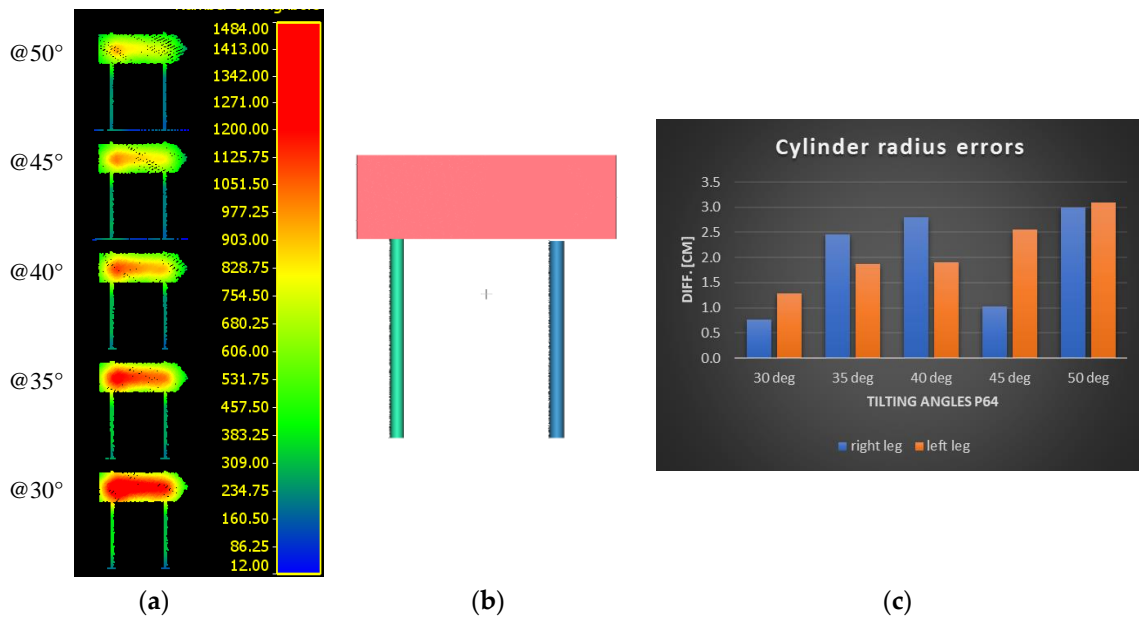 @50°
@45°
@40°
@35°
@30°
1484.00
1413.00
1342.00
1271.00
1200.00
1125.75
1051.50
977.25
903.00
828.75
754.50
680.25
606.00
531.75
457.50
383.25
309.00
234.75
160.50
86.25
12.00
(a)
(b)
Cylinder radius errors
3.5
3.0
2.5
2.0
1.5
1.0
0.5
0.0
DIFF. [CM]
30 deg
35 deg
40 deg
45 deg
50 deg
TILTING ANGLES P64
right leg
left leg
(c)